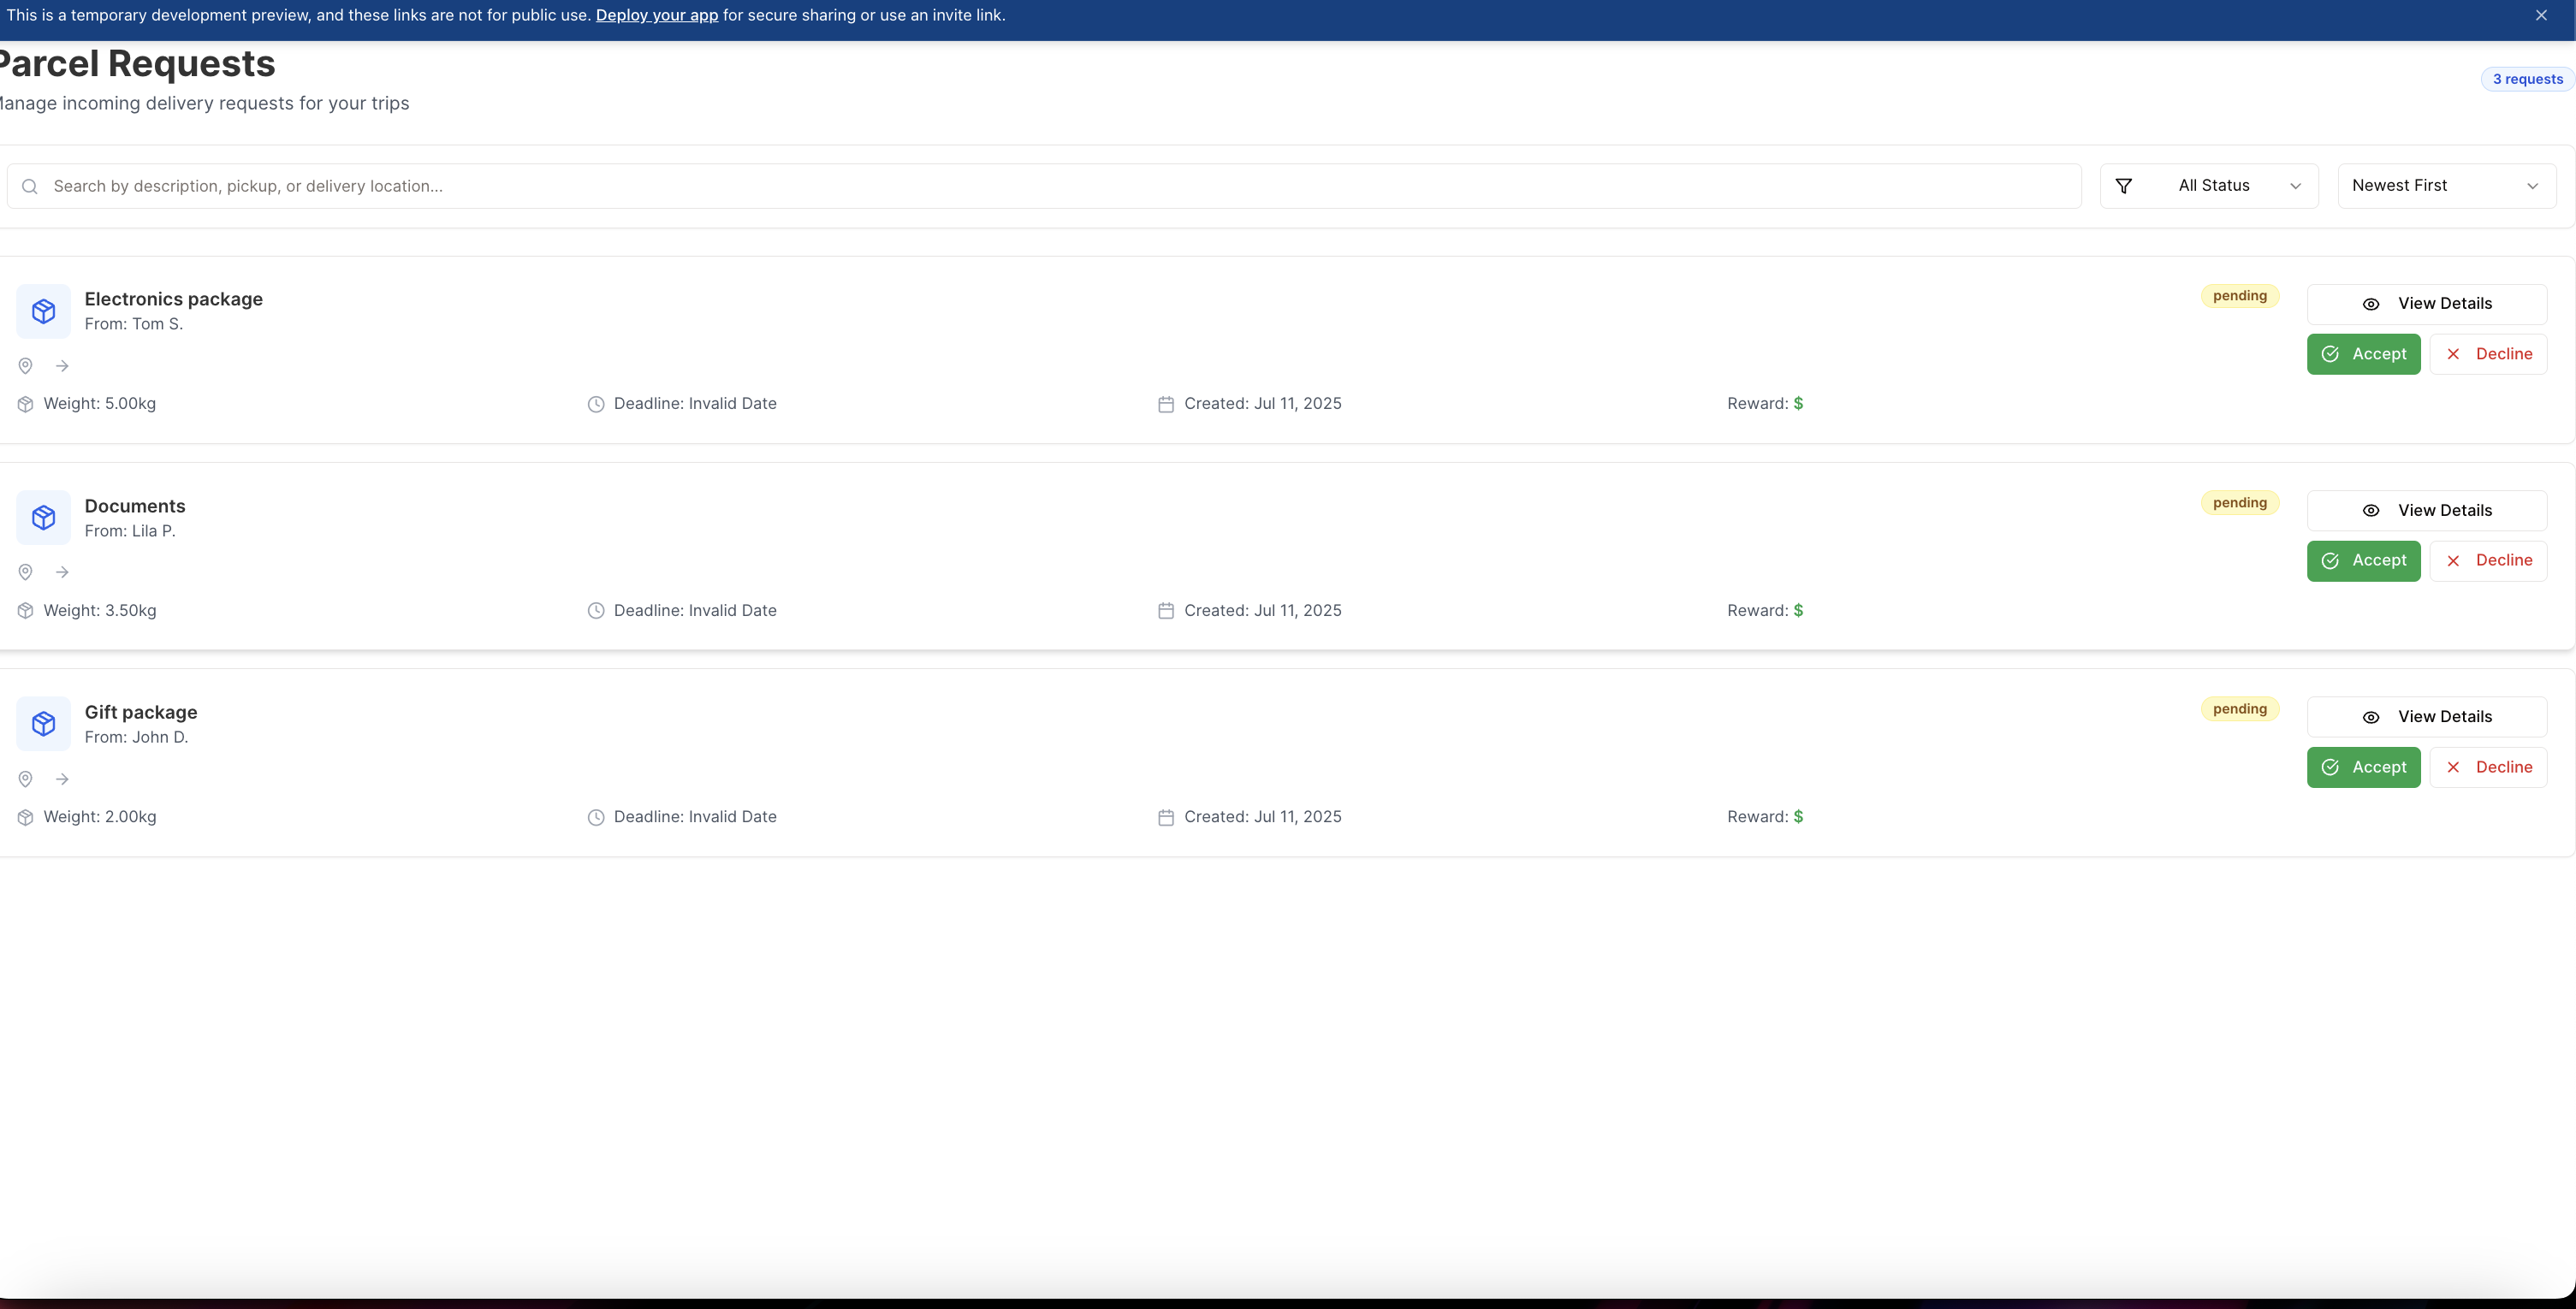 This is a temporary development preview, and these links are not for public use. Deploy your app for secure sharing or use an invite link.
Parcel Requests
3 requests
Manage incoming delivery requests for your trips
Search by description, pickup, or delivery location...
All Status
Newest First
Electronics package
pending
View Details
From: Tom S.
Accept
Decline
Weight: 5.00kg
Deadline: Invalid Date
Created: Jul 11, 2025
Reward: $
Documents
pending
View Details
From: Lila P.
Accept
Decline
Weight: 3.50kg
Deadline: Invalid Date
Created: Jul 11, 2025
Reward: $
Gift package
pending
View Details
From: John D.
Accept
Decline
Weight: 2.00kg
Deadline: Invalid Date
Created: Jul 11, 2025
Reward: $